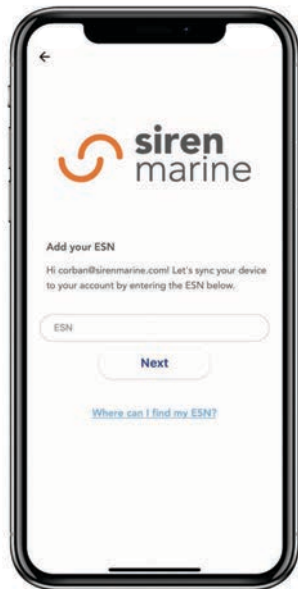 siren
marine
Add your ESN
Hi corban@sirenmarine.com! Let's sync your device
to your account by entering the ESN below.
ESN
Next
Where can I find my ESN?